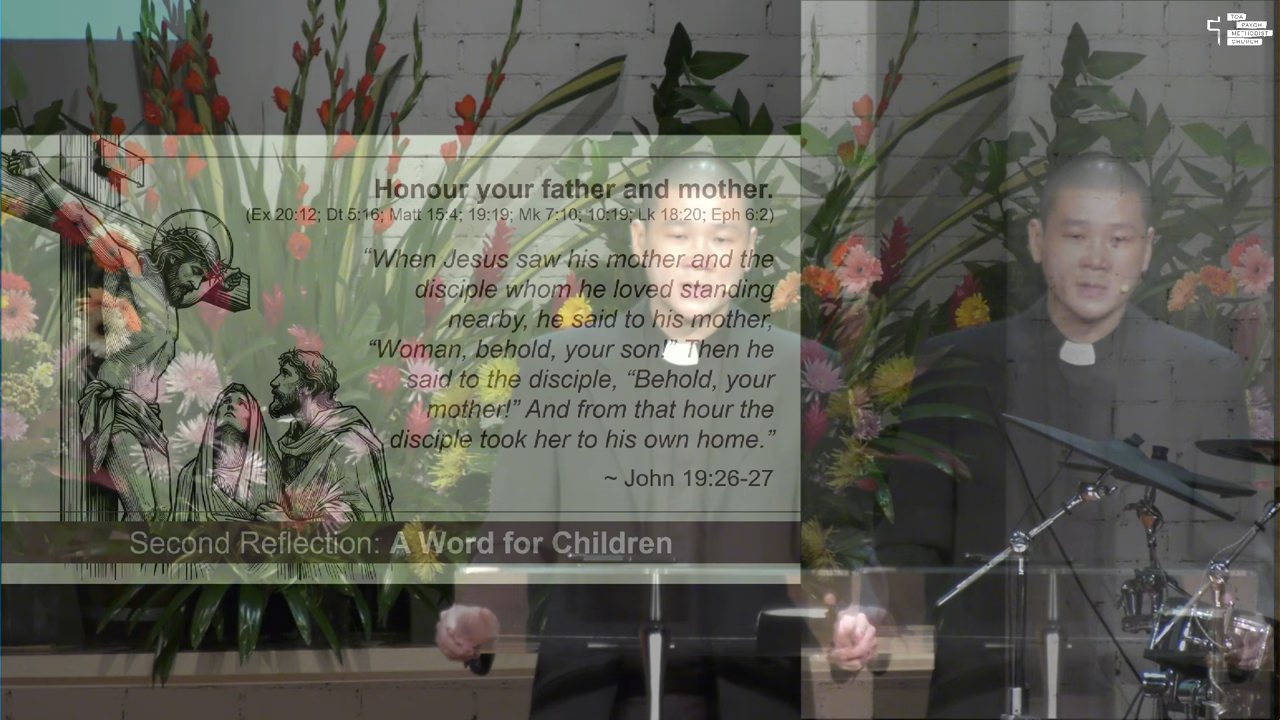 TOA
PAYOH
METHODIST
CHURCH
Honour your father and mother.
(Ex 20:12; Dt 5:16; Matt 15:4; 19:19; Mk 7:10; 10:19; Lk 18:20; Eph 6:2)
“When Jesus saw his mother and the
disciple whom he loved standing
nearby, he said to his mother,
“Woman, behold, your son!” Then he
said to the disciple, “Behold, your
mother!” And from that hour the
disciple took her to his own home.”
~ John 19:26-27
Second Reflection: A Word for Children